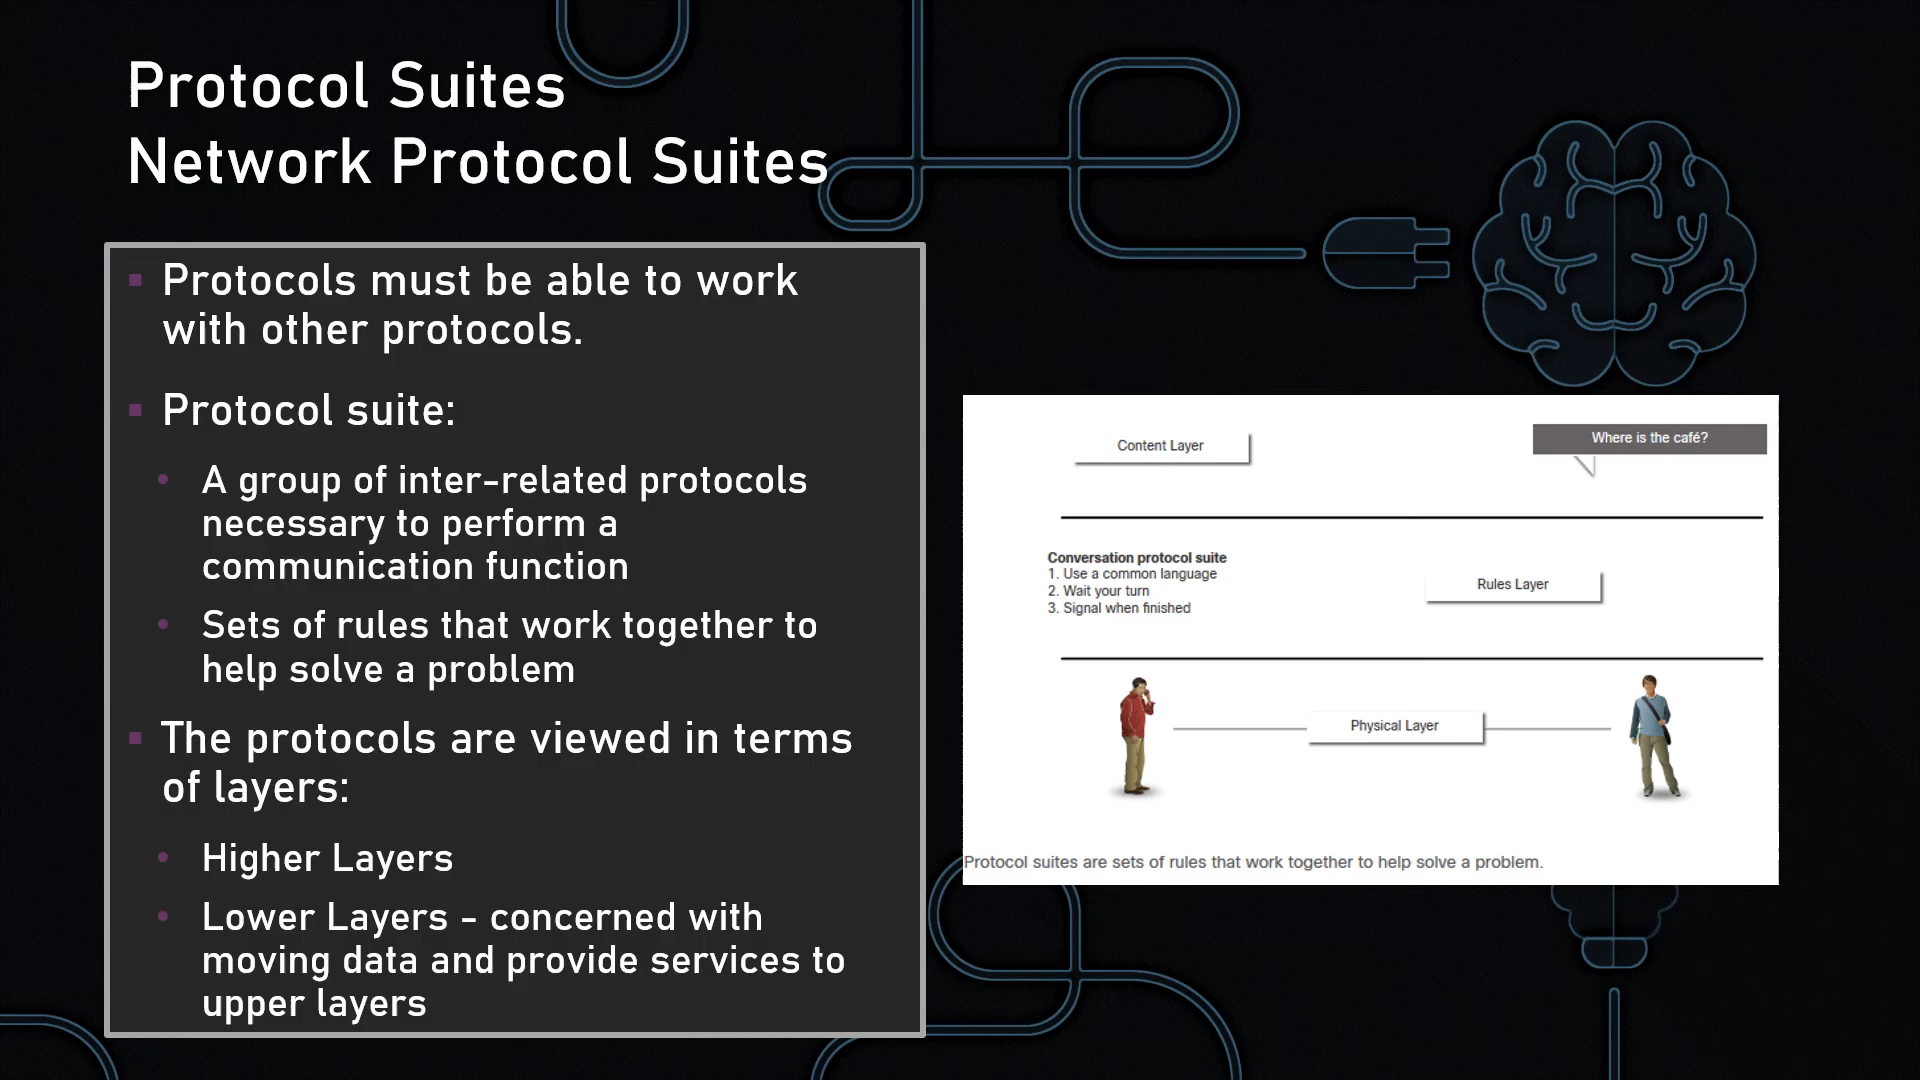 Protocol Suites
Network Protocol Suites
Protocols must be able to work
with other protocols.
Protocol suite:
A group of inter-related protocols
necessary to perform a
communication function
Sets of rules that work together to
help solve a problem
The protocols are viewed in terms
of layers:
Higher Layers
Lower Layers - concerned with
moving data and provide services to
upper layers
Content Layer
Where is the café?
Conversation protocol suite
1. Use a common language
2. Wait your turn
3. Signal when finished
Rules Layer
Physical Layer
Protocol suites are sets of rules that work together to help solve a problem.